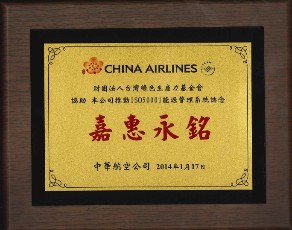 CHINA AIRLINES
財團法人台灣綠色生產力基金會
協助 本公司推動ISO50001能源管理系統誌念
嘉惠永銘
中華航空公司 2014年1月17日